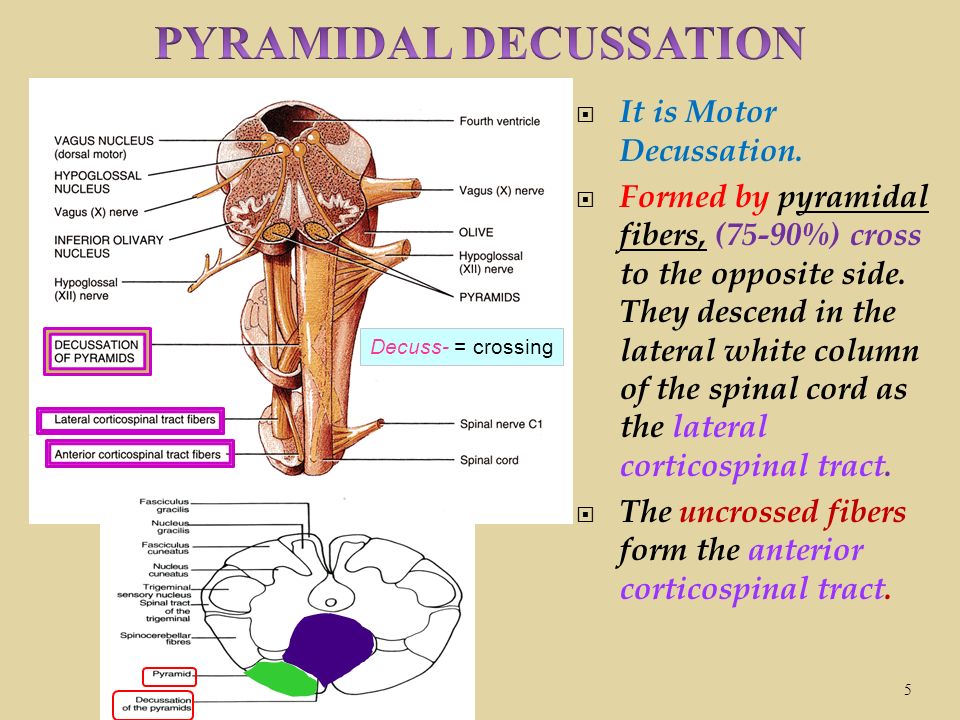 PYRAMIDAL DECUSSATION
VAGUS NUCLEUS
(dorsal motor)
HYPOGLOSSAL
NUCLEUS
Vagus (X) nerve
INFERIOR OLIVARY
NUCLEUS
Hypoglossal
(XII) nerve
DECUSSATION
OF PYRAMIDS
Lateral corticospinal tract fibers
Anterior corticospinal tract fibers
Fourth ventricle
Vagus (X) nerve
OLIVE
Hypoglossal
(XII) nerve
PYRAMIDS
Decuss- = crossing
Spinal nerve C1
Spinal cord
Fasciculus
gracilis
Nucleus
gracilis
Fasciculus
cuneatus
Nucleus
cuneatus
Trigeminal
sensory nucleus
Spinal tract
of the
trigeminal
Spinocerebellar
fibres
Pyramid
Decussation
of the pyramids
It is Motor
Decussation.
Formed by pyramidal
fibers, (75-90%) cross
to the opposite side.
They descend in the
lateral white column
of the spinal cord as
the lateral
corticospinal tract.
The uncrossed fibers
form the anterior
corticospinal tract.
5